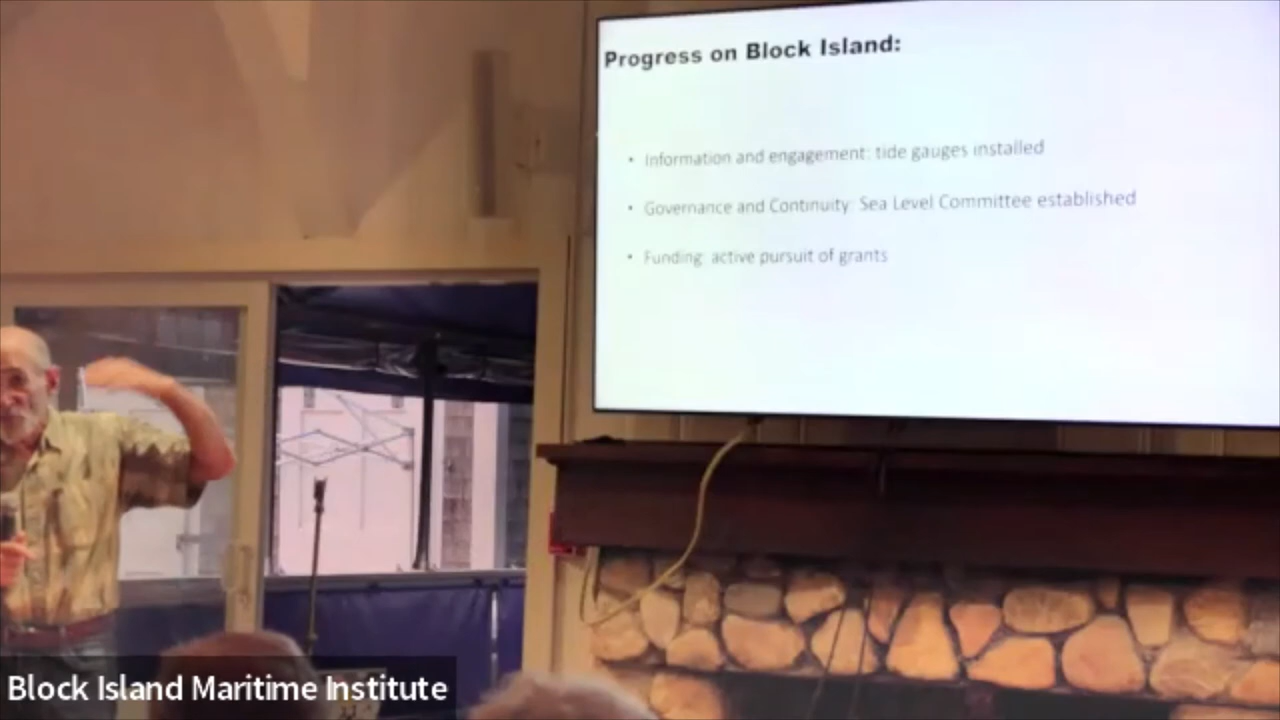 Progress on Block Island:
• Information and engagement: tide gauges installed
• Governance and Continuity: Sea Level Committee established
• Funding: active pursuit of grants
Block Island Maritime Institute